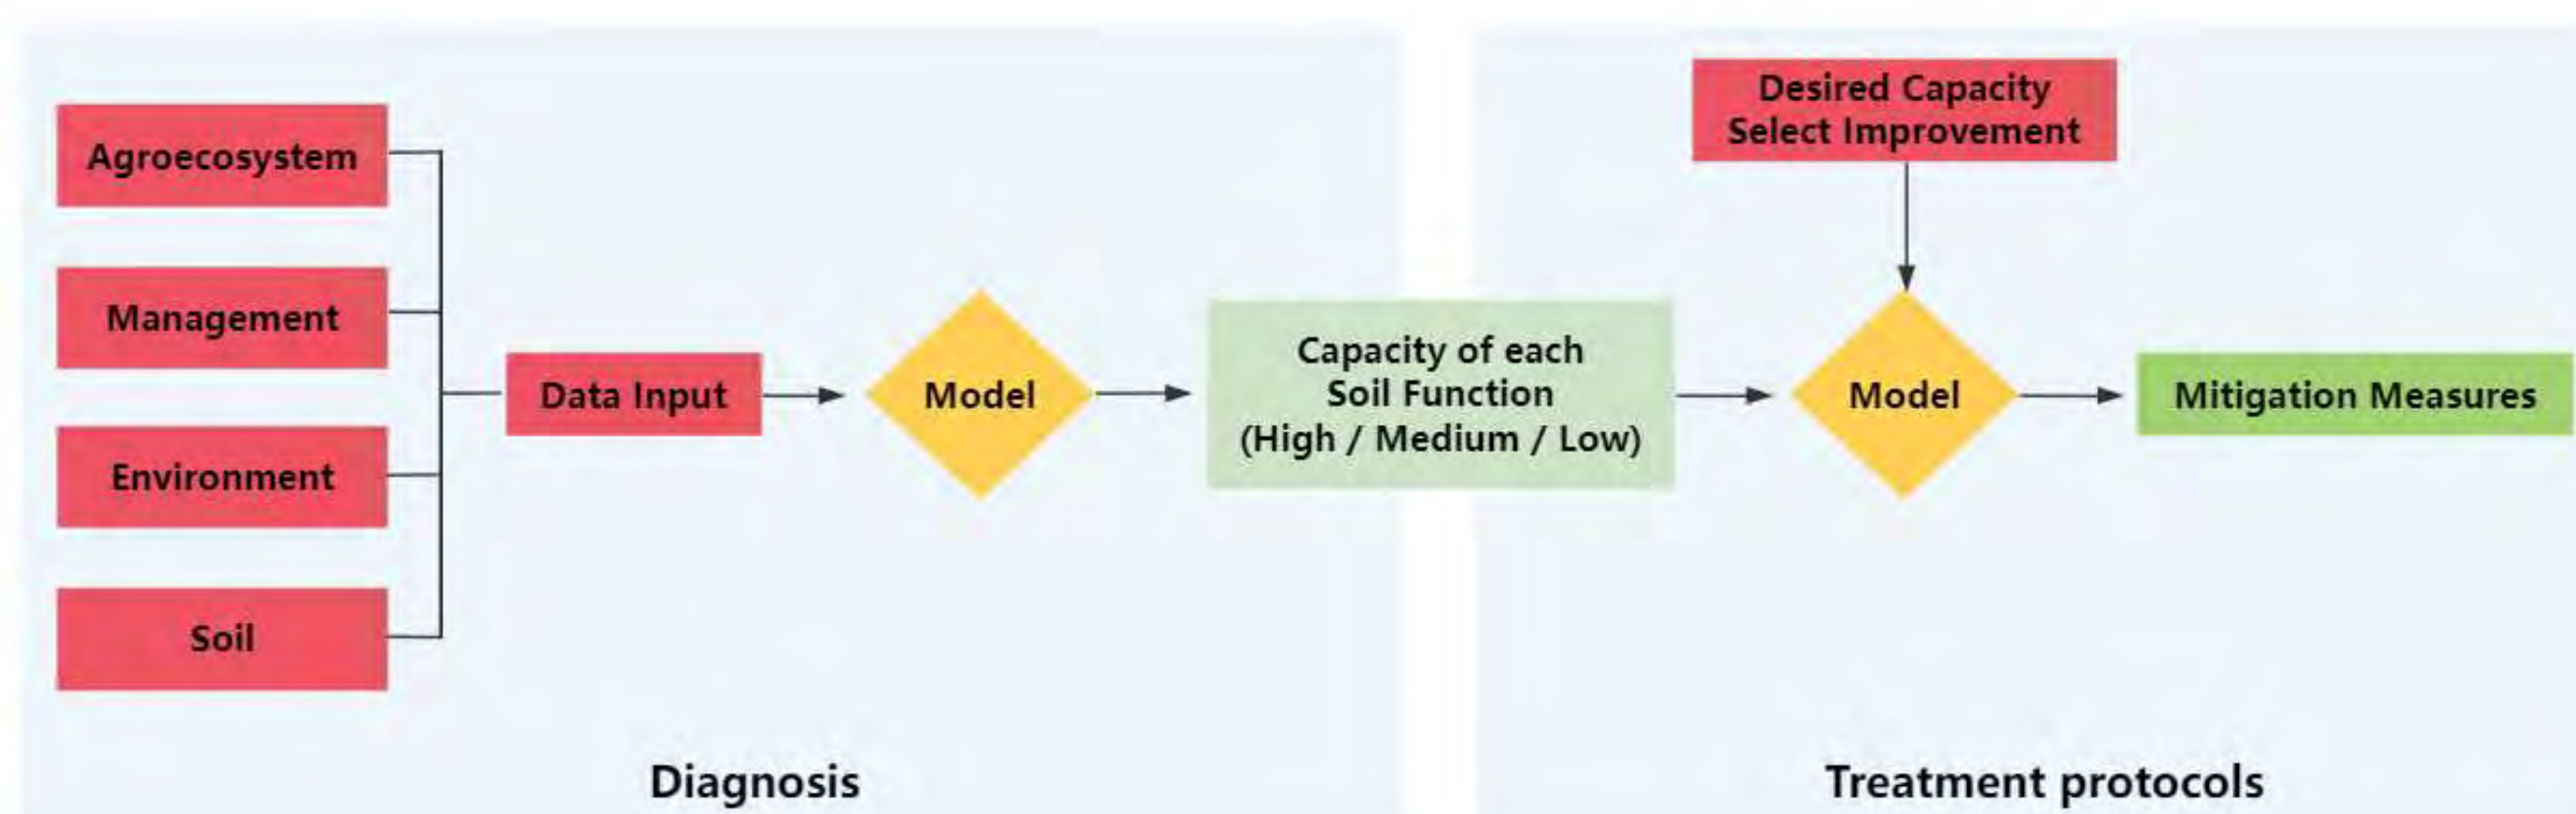 Agroecosystem
Management
Environment
Soil
Data Input
Model
Capacity of each
Soil Function
(High / Medium / Low)
Desired Capacity
Select Improvement
Model
Mitigation Measures
Diagnosis
Treatment protocols